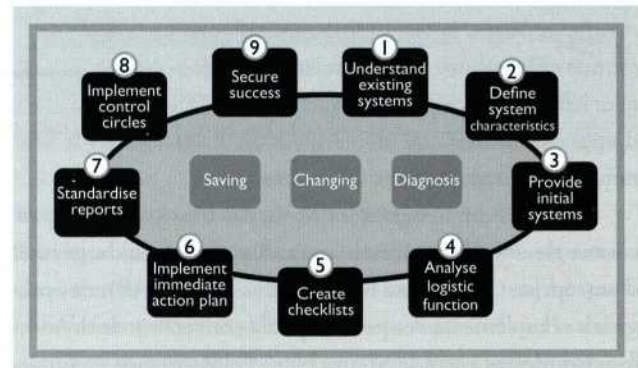 1
Understand
existing
systems
2
Define
system
characteristics
3
Provide
initial
systems
4
Analyse
logistic
function
5
Create
checklists
6
Implement
immediate
action plan
7
Standardise
reports
8
Implement
control
circles
9
Secure
success
Saving
Changing
Diagnosis